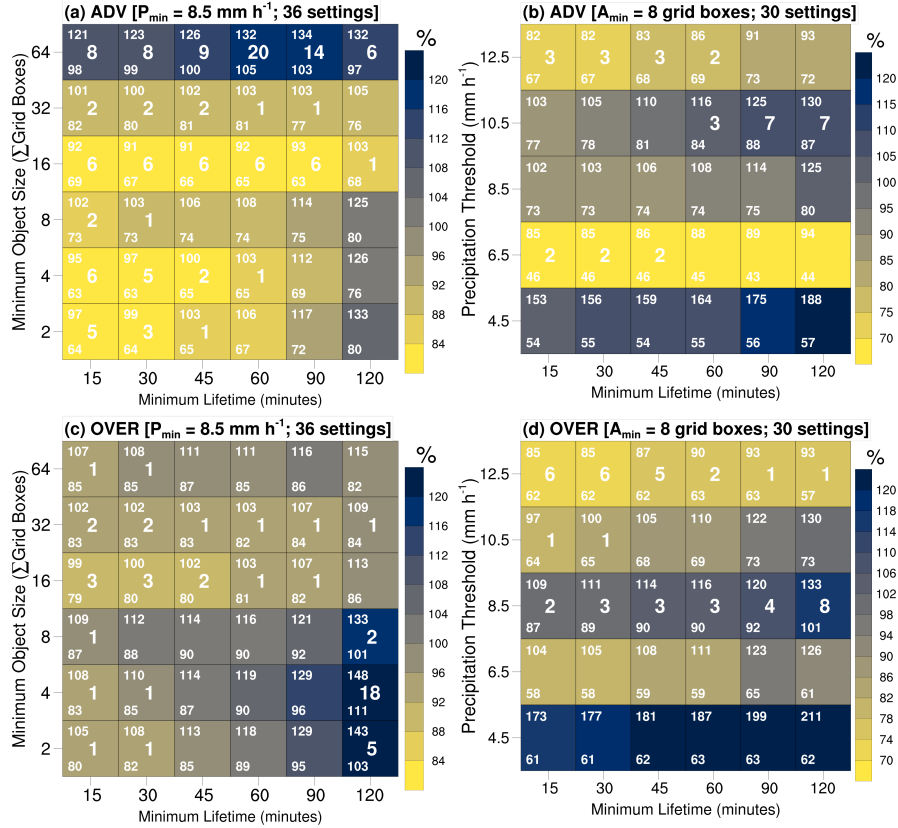 (a) ADV [Pmin = 8.5 mm h-1; 36 settings]
Minimum Object Size (∑Grid Boxes)
64 121 123 126 132 134 132
8 8 9 20 14 6
98 99 100 105 103 97
32 101 100 102 103 103 105
2 2 2 1 1
82 80 81 81 77 76
16 92 91 91 92 93 103
6 6 6 6 6 1
69 67 66 65 63 68
8 102 103 106 108 114 125
2 1
73 73 74 74 75 80
4 95 97 100 103 112 126
6 5 2 1
63 63 65 65 69 76
2 97 99 103 106 117 133
5 3 1
64 64 65 67 72 80
15 30 45 60 90 120
Minimum Lifetime (minutes)
%
120
116
112
108
104
100
96
92
88
84
(b) ADV [Amin = 8 grid boxes; 30 settings]
Precipitation Threshold (mm h-1)
12.5 82 82 83 86 91 93
3 3 3 2
67 67 68 69 73 72
10.5 103 105 110 116 125 130
3 7 7
77 78 81 84 88 87
8.5 102 103 106 108 114 125
73 73 74 74 75 80
6.5 85 85 86 88 89 94
2 2 2
46 46 46 45 43 44
4.5 153 156 159 164 175 188
54 55 54 55 56 57
15 30 45 60 90 120
Minimum Lifetime (minutes)
%
120
115
110
105
100
95
90
85
80
75
70
(c) OVER [Pmin = 8.5 mm h-1; 36 settings]
Minimum Object Size (∑Grid Boxes)
64 107 108 111 111 116 115
1 1
85 85 87 85 86 82
32 102 102 103 103 107 109
2 2 1 1 1 1
83 83 83 82 84 84
16 99 100 102 103 107 113
3 3 2 1 1
79 80 80 81 82 86
8 109 112 114 116 121 133
1 2
87 88 90 90 92 101
4 108 110 114 119 129 148
1 1 18
83 85 87 90 96 111
2 105 108 113 118 129 143
1 1 5
80 82 85 89 95 103
15 30 45 60 90 120
Minimum Lifetime (minutes)
%
120
116
112
108
104
100
96
92
88
84
(d) OVER [Amin = 8 grid boxes; 30 settings]
Precipitation Threshold (mm h-1)
12.5 85 85 87 90 93 93
6 6 5 2 1 1
62 62 62 63 63 57
10.5 97 100 105 110 122 130
1 1
64 65 68 69 73 73
8.5 109 111 114 116 120 133
2 3 3 3 4 8
87 89 90 90 92 101
6.5 104 105 108 111 123 126
58 58 59 59 65 61
4.5 173 177 181 187 199 211
61 61 62 63 63 62
15 30 45 60 90 120
Minimum Lifetime (minutes)
%
120
118
114
110
106
102
98
94
90
86
82
78
74
70